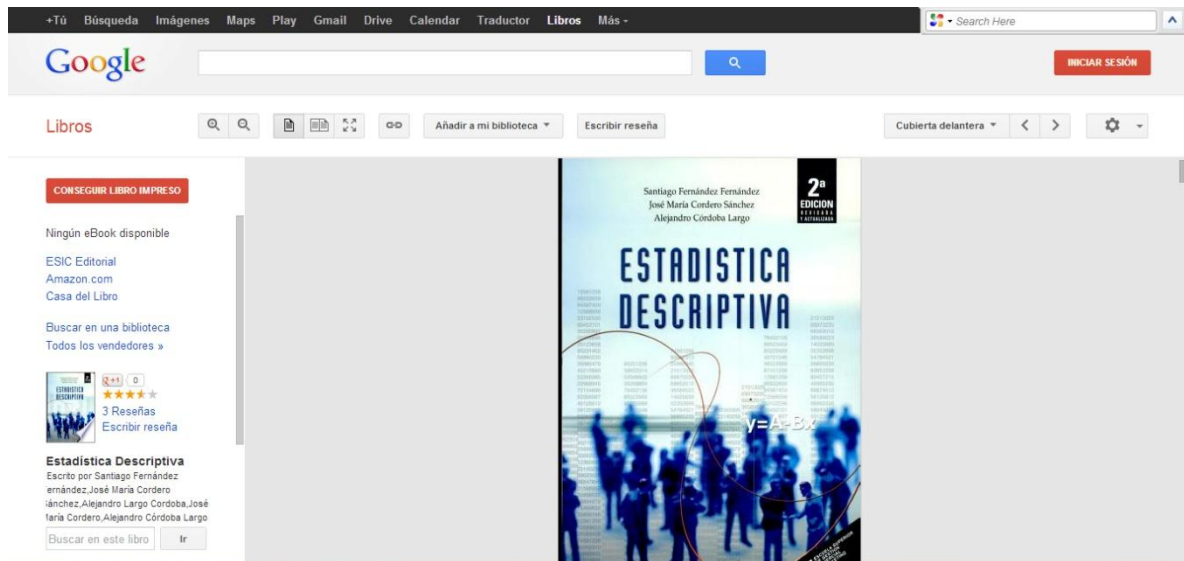 +Tú Búsqueda Imágenes Maps Play Gmail Drive Calendar Traductor Libros Más
Search Here
Google
INICIAR SESIÓN
Libros
Añadir a mi biblioteca
Escribir reseña
Cubierta delantera
CONSEGUIR LIBRO IMPRESO
Ningún eBook disponible
ESIC Editorial
Amazon.com
Casa del Libro
Buscar en una biblioteca
Todos los vendedores »
+1 0
3 Reseñas
Escribir reseña
Estadística Descriptiva
Escrito por Santiago Fernández
ernández,José María Cordero
ánchez,Alejandro Largo Cordoba,José
María Cordero,Alejandro Córdoba Largo
Buscar en este libro Ir
Santiago Fernández Fernández
José María Cordero Sánchez
Alejandro Córdoba Largo
2ª
EDICION
REVISADA
Y ACTUALIZADA
ESTADISTICA
DESCRIPTIVA
y=A-Bx